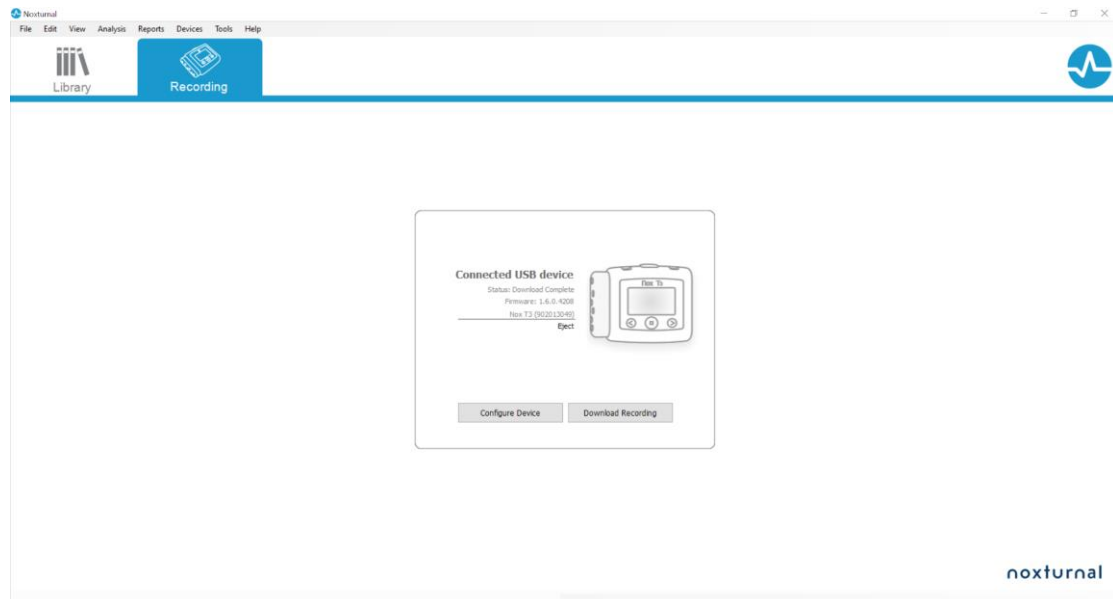 Noxturnal
File Edit View Analysis Reports Devices Tools Help
Library
Recording
Connected USB device
Status: Download Complete
Firmware: 1.6.0.4208
Nox T3 [902013049]
Eject
Nox T3
Configure Device Download Recording
noxturnal